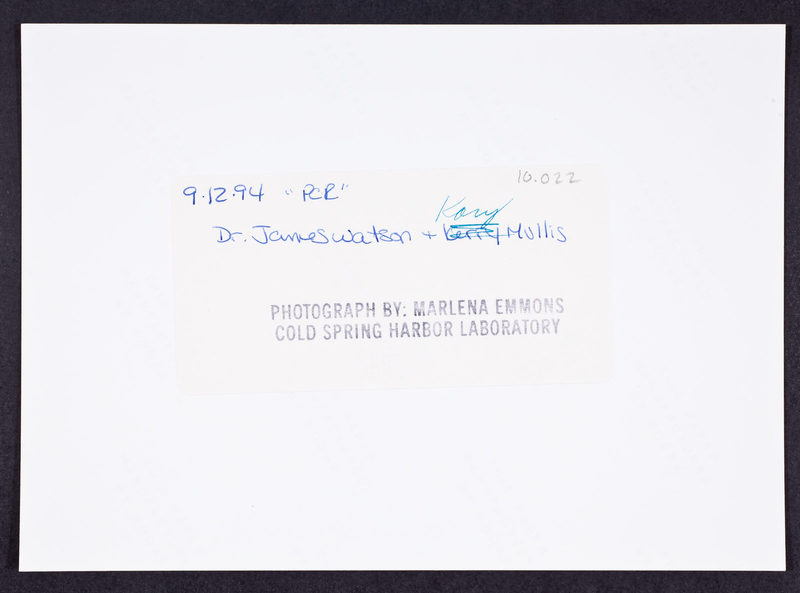 10.022
9.12.94 "PCR"
Kary
Dr. James Watson + Kerry Mullis
PHOTOGRAPH BY: MARLENA EMMONS
COLD SPRING HARBOR LABORATORY